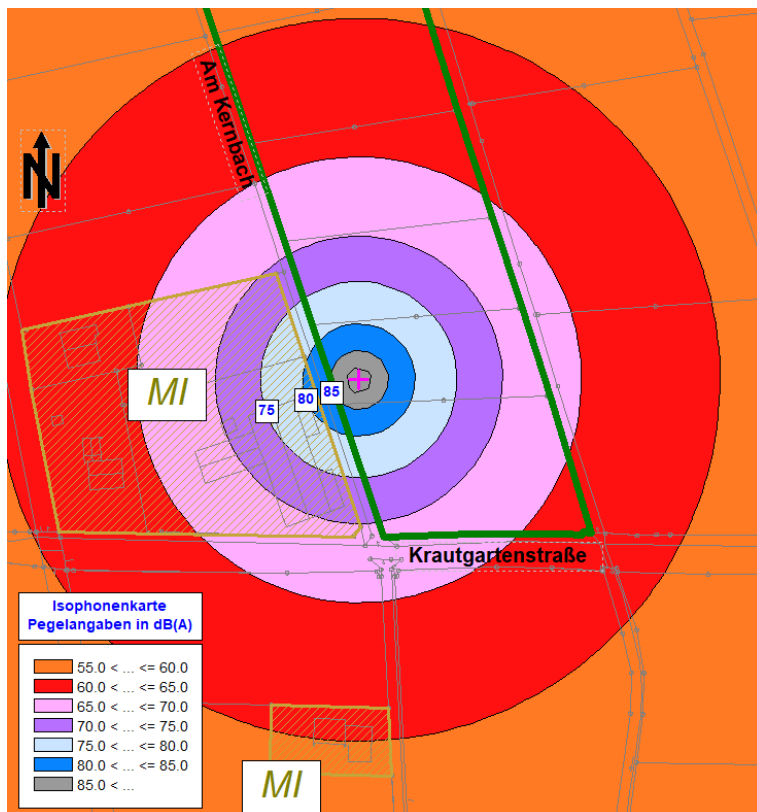 Am Kernbach
N
MI
75
80
85
Krautgartenstraße
Isophonenkarte
Pegelangaben in dB(A)
55.0 < ... <= 60.0
60.0 < ... <= 65.0
65.0 < ... <= 70.0
70.0 < ... <= 75.0
75.0 < ... <= 80.0
80.0 < ... <= 85.0
85.0 < ...
MI